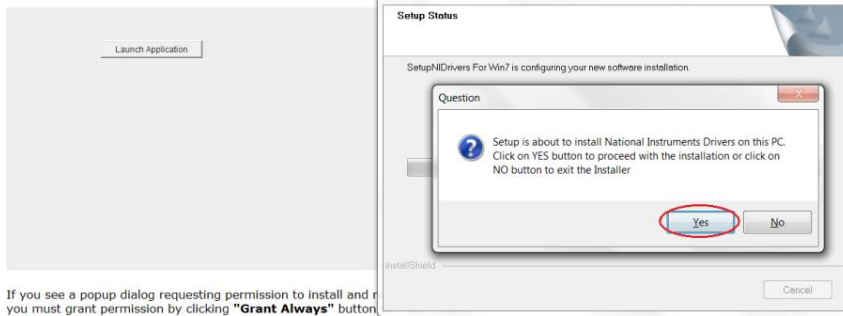 Setup Status
Launch Application
SetupNIDrivers For Win7 is configuring your new software installation.
Question
Setup is about to install National Instruments Drivers on this PC.
Click on YES button to proceed with the installation or click on
NO button to exit the Installer
Yes
No
InstallShield
Cancel
If you see a popup dialog requesting permission to install and
you must grant permission by clicking "Grant Always" button